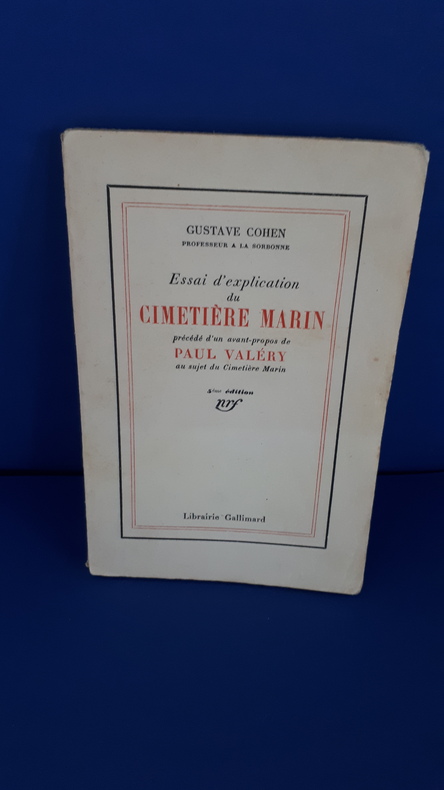 GUSTAVE COHEN
PROFESSEUR A LA SORBONNE
Essai d'explication
du
CIMETIÈRE MARIN
précédé d'un avant-propos de
PAUL VALÉRY
au sujet du Cimetière Marin
4ème édition
nrf
Librairie Gallimard